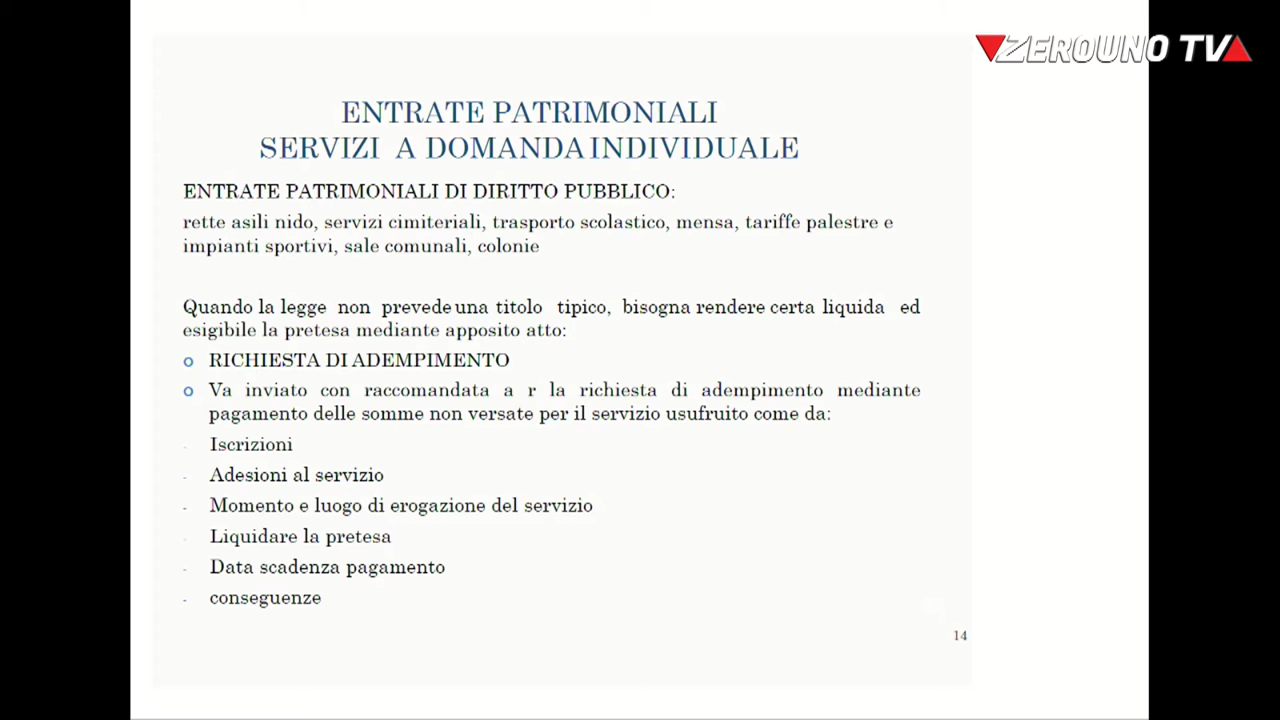 ZEROUNO TV
ENTRATE PATRIMONIALI
SERVIZI A DOMANDA INDIVIDUALE
ENTRATE PATRIMONIALI DI DIRITTO PUBBLICO:
rette asili nido, servizi cimiteriali, trasporto scolastico, mensa, tariffe palestre e
impianti sportivi, sale comunali, colonie
Quando la legge non prevede una titolo tipico, bisogna rendere certa liquida ed
esigibile la pretesa mediante apposito atto:
o RICHIESTA DI ADEMPIMENTO
o Va inviato con raccomandata a r la richiesta di adempimento mediante
pagamento delle somme non versate per il servizio usufruito come da:
- Iscrizioni
- Adesioni al servizio
- Momento e luogo di erogazione del servizio
- Liquidare la pretesa
- Data scadenza pagamento
- conseguenze
14